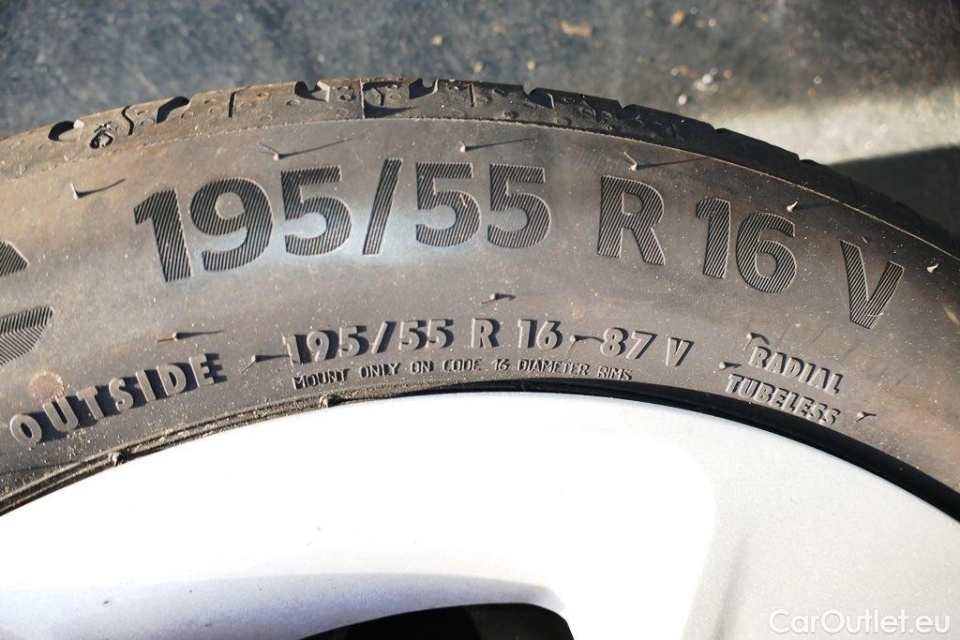 195/55 R 16 V
OUTSIDE
195/55 R 16 87 V
MOUNT ONLY ON CODE 16 DIAMETER RIMS
RADIAL
TUBELESS
CarOutlet.eu